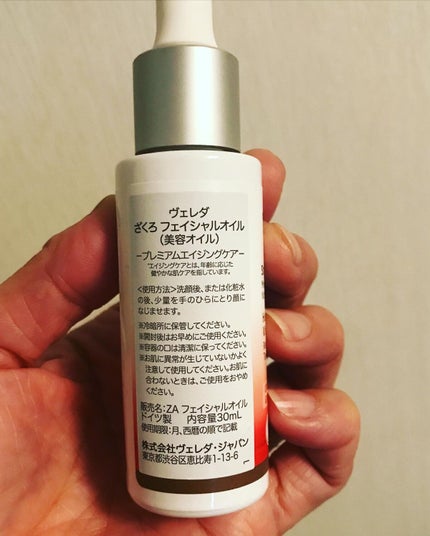 ヴェレダ
ざくろ フェイシャルオイル
(美容オイル)
ープレミアムエイジングケアー
*エイジングケアとは、年齢に応じた
健やかな肌ケアを指しています。
<使用方法>洗顔後、または化粧水
の後、少量を手のひらにとり顔に
なじませます。
※冷暗所に保管してください。
※開封後はお早めにご使用ください。
※容器の口は清潔に保ってください。
※お肌に異常が生じていないかよく
注意して使用してください。お肌に
合わないときは、ご使用をおやめ
ください。
販売名:ZA フェイシャルオイル
ドイツ製 内容量30mL
使用期限:月、西暦の順で記載
株式会社ヴェレダ・ジャパン
東京都渋谷区恵比寿1-13-6